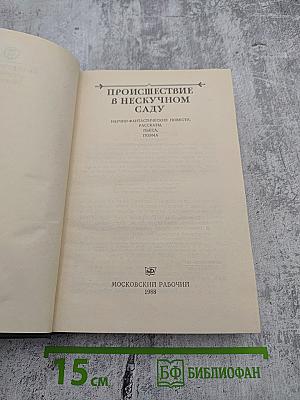 ПРОИСШЕСТВИЕ
В НЕСКУЧНОМ
САДУ
НАУЧНО-ФАНТАСТИЧЕСКИЕ ПОВЕСТИ,
РАССКАЗЫ,
ПЬЕСА,
ПОЭМА
МОСКОВСКИЙ РАБОЧИЙ
1988
15 см
БФ БИБЛИОФАН